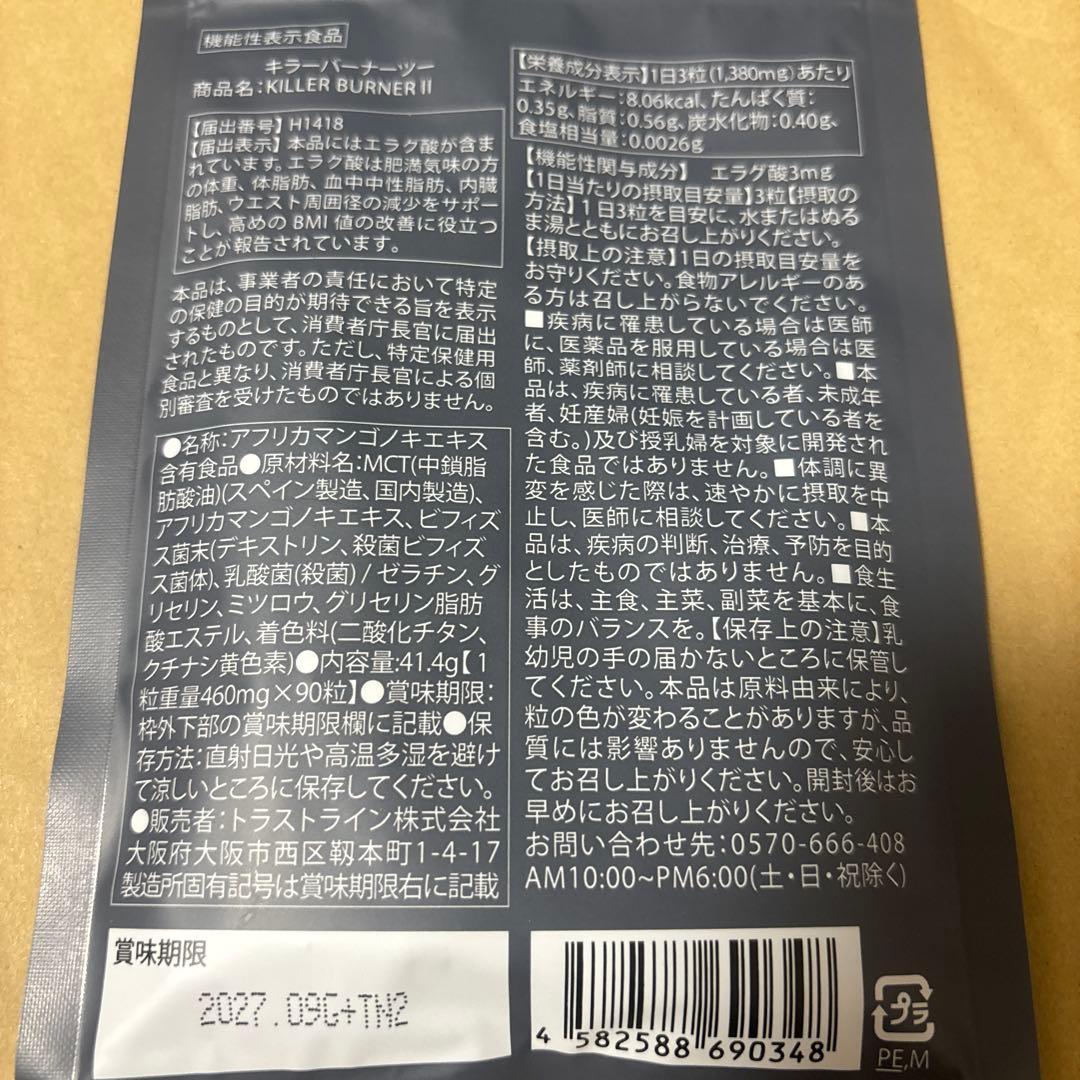 機能性表示食品
キラーバーナーツー
商品名:KILLER BURNERⅡ
【届出番号】H1418
【届出表示】本品にはエラグ酸が含ま
れています。エラグ酸は肥満気味の方
の体重、体脂肪、血中中性脂肪、内臓
脂肪、ウエスト周囲径の減少をサポー
トし、高めのBMI値の改善に役立つ
ことが報告されています。
本品は、事業者の責任において特定
の保健の目的が期待できる旨を表示
するものとして、消費者庁長官に届出
されたものです。ただし、特定保健用
食品と異なり、消費者庁長官による個
別審査を受けたものではありません。
●名称:アフリカマンゴノキエキス
含有食品●原材料名:MCT(中鎖脂
肪酸油)(スペイン製造、国内製造)、
アフリカマンゴノキエキス、ビフィズ
ス菌末(デキストリン、殺菌ビフィズ
ス菌体)、乳酸菌(殺菌)/ゼラチン、グ
リセリン、ミツロウ、グリセリン脂肪
酸エステル、着色料(二酸化チタン、
クチナシ黄色素)●内容量:41.4g【1
粒重量460mg×90粒】●賞味期限:
枠外下部の賞味期限欄に記載●保
存方法:直射日光や高温多湿を避け
て涼しいところに保存してください。
●販売者:トラストライン株式会社
大阪府大阪市西区靱本町1-4-17
製造所固有記号は賞味期限右に記載
【栄養成分表示】1日3粒(1,380mg)あたり
エネルギー:8.06kcal、たんぱく質:
0.35g、脂質:0.56g、炭水化物:0.40g、
食塩相当量:0.0026g
【機能性関与成分】 エラグ酸3mg
【1日当たりの摂取目安量】3粒【摂取の
方法】1日3粒を目安に、水またはぬる
ま湯とともにお召し上がりください。
【摂取上の注意】1日の摂取目安量を
お守りください。食物アレルギーのあ
る方は召し上がらないでください。
■疾病に罹患している場合は医師
に、医薬品を服用している場合は医
師、薬剤師に相談してください。■本
品は、疾病に罹患している者、未成年
者、妊産婦(妊娠を計画している者を
含む。)及び授乳婦を対象に開発され
た食品ではありません。■体調に異
変を感じた際は、速やかに摂取を中
止し、医師に相談してください。■本
品は、疾病の判断、治療、予防を目的
としたものではありません。■食生
活は、主食、主菜、副菜を基本に、食
事のバランスを。【保存上の注意】乳
幼児の手の届かないところに保管し
てください。本品は原料由来により、
粒の色が変わることがありますが、品
質には影響ありませんので、安心し
てお召し上がりください。開封後はお
早めにお召し上がりください。
お問い合わせ先:0570-666-408
AM10:00~PM6:00(土・日・祝除く)
賞味期限
2027.09G+TN2
4 582588 690348
プラ
PE,M